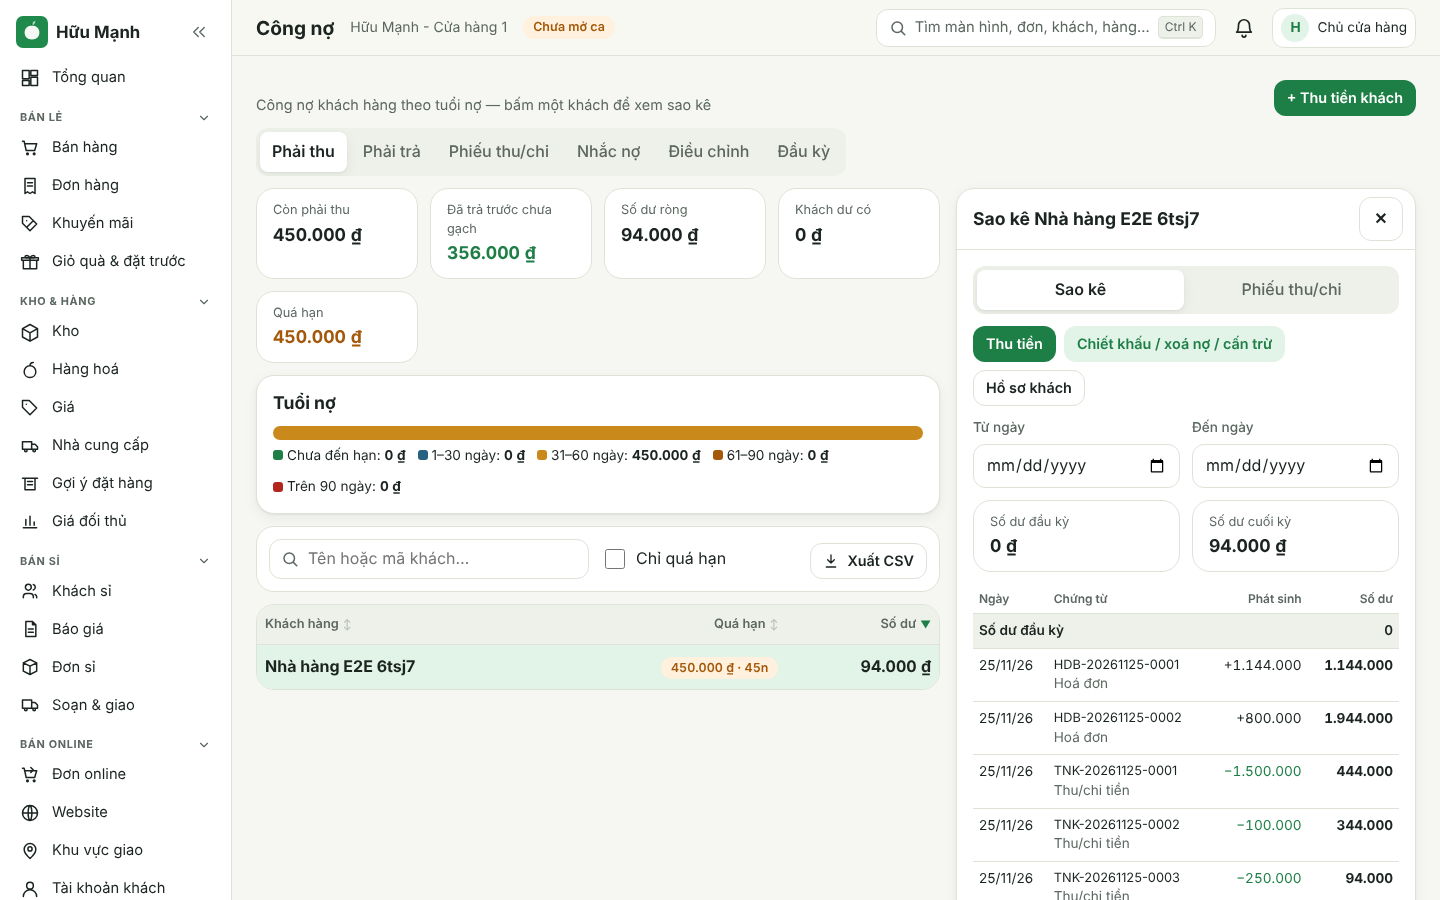 Hữu Mạnh
Tổng quan
BÁN LẺ
Bán hàng
Đơn hàng
Khuyến mãi
Giỏ quà & đặt trước
KHO & HÀNG
Kho
Hàng hoá
Giá
Nhà cung cấp
Gợi ý đặt hàng
Giá đối thủ
BÁN SỈ
Khách sỉ
Báo giá
Đơn sỉ
Soạn & giao
BÁN ONLINE
Đơn online
Website
Khu vực giao
Tài khoản khách
Công nợ
Hữu Mạnh - Cửa hàng 1
Chưa mở ca
Tìm màn hình, đơn, khách, hàng...
Ctrl K
H
Chủ cửa hàng
Công nợ khách hàng theo tuổi nợ — bấm một khách để xem sao kê
+ Thu tiền khách
Phải thu
Phải trả
Phiếu thu/chi
Nhắc nợ
Điều chỉnh
Đầu kỳ
Còn phải thu
450.000 ₫
Đã trả trước chưa
gạch
356.000 ₫
Số dư ròng
94.000 ₫
Khách dư có
0 ₫
Quá hạn
450.000 ₫
Tuổi nợ
Chưa đến hạn: 0 ₫
1–30 ngày: 0 ₫
31–60 ngày: 450.000 ₫
61–90 ngày: 0 ₫
Trên 90 ngày: 0 ₫
Tên hoặc mã khách...
Chỉ quá hạn
Xuất CSV
Khách hàng
Quá hạn
Số dư
Nhà hàng E2E 6tsj7
450.000 ₫ · 45n
94.000 ₫
Sao kê Nhà hàng E2E 6tsj7
Sao kê
Phiếu thu/chi
Thu tiền
Chiết khấu / xoá nợ / cấn trừ
Hồ sơ khách
Từ ngày
Đến ngày
mm/dd/yyyy
mm/dd/yyyy
Số dư đầu kỳ
0 ₫
Số dư cuối kỳ
94.000 ₫
Ngày Chứng từ Phát sinh Số dư
Số dư đầu kỳ 0
25/11/26 HDB-20261125-0001 +1.144.000 1.144.000
Hoá đơn
25/11/26 HDB-20261125-0002 +800.000 1.944.000
Hoá đơn
25/11/26 TNK-20261125-0001 −1.500.000 444.000
Thu/chi tiền
25/11/26 TNK-20261125-0002 −100.000 344.000
Thu/chi tiền
25/11/26 TNK-20261125-0003 −250.000 94.000
Thu/chi tiền